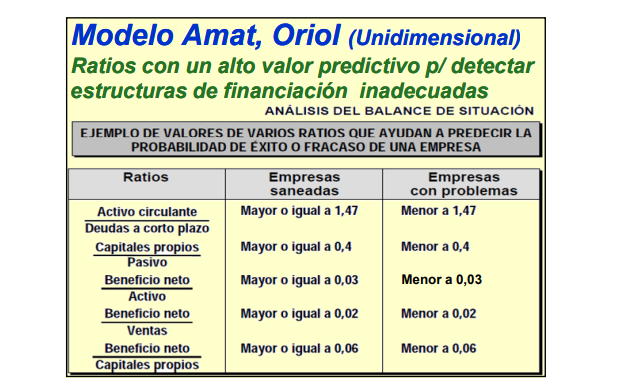 Modelo Amat, Oriol (Unidimensional)
Ratios con un alto valor predictivo p/ detectar
estructuras de financiación inadecuadas
ANÁLISIS DEL BALANCE DE SITUACIÓN
EJEMPLO DE VALORES DE VARIOS RATIOS QUE AYUDAN A PREDECIR LA
PROBABILIDAD DE ÉXITO O FRACASO DE UNA EMPRESA
Ratios Empresas saneadas Empresas con problemas
Activo circulante Mayor o igual a 1,47 Menor a 1,47
Deudas a corto plazo
Capitales propios Mayor o igual a 0,4 Menor a 0,4
Pasivo
Beneficio neto Mayor o igual a 0,03 Menor a 0,03
Activo
Beneficio neto Mayor o igual a 0,02 Menor a 0,02
Ventas
Beneficio neto Mayor o igual a 0,06 Menor a 0,06
Capitales propios